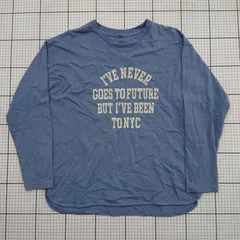 I'VE NEVER
GOES TO FUTURE
BUT I'VE BEEN
TO NYC